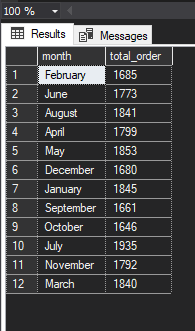 100 %
Results Messages
month total_order
1 February 1685
2 June 1773
3 August 1841
4 April 1799
5 May 1853
6 December 1680
7 January 1845
8 September 1661
9 October 1646
10 July 1935
11 November 1792
12 March 1840